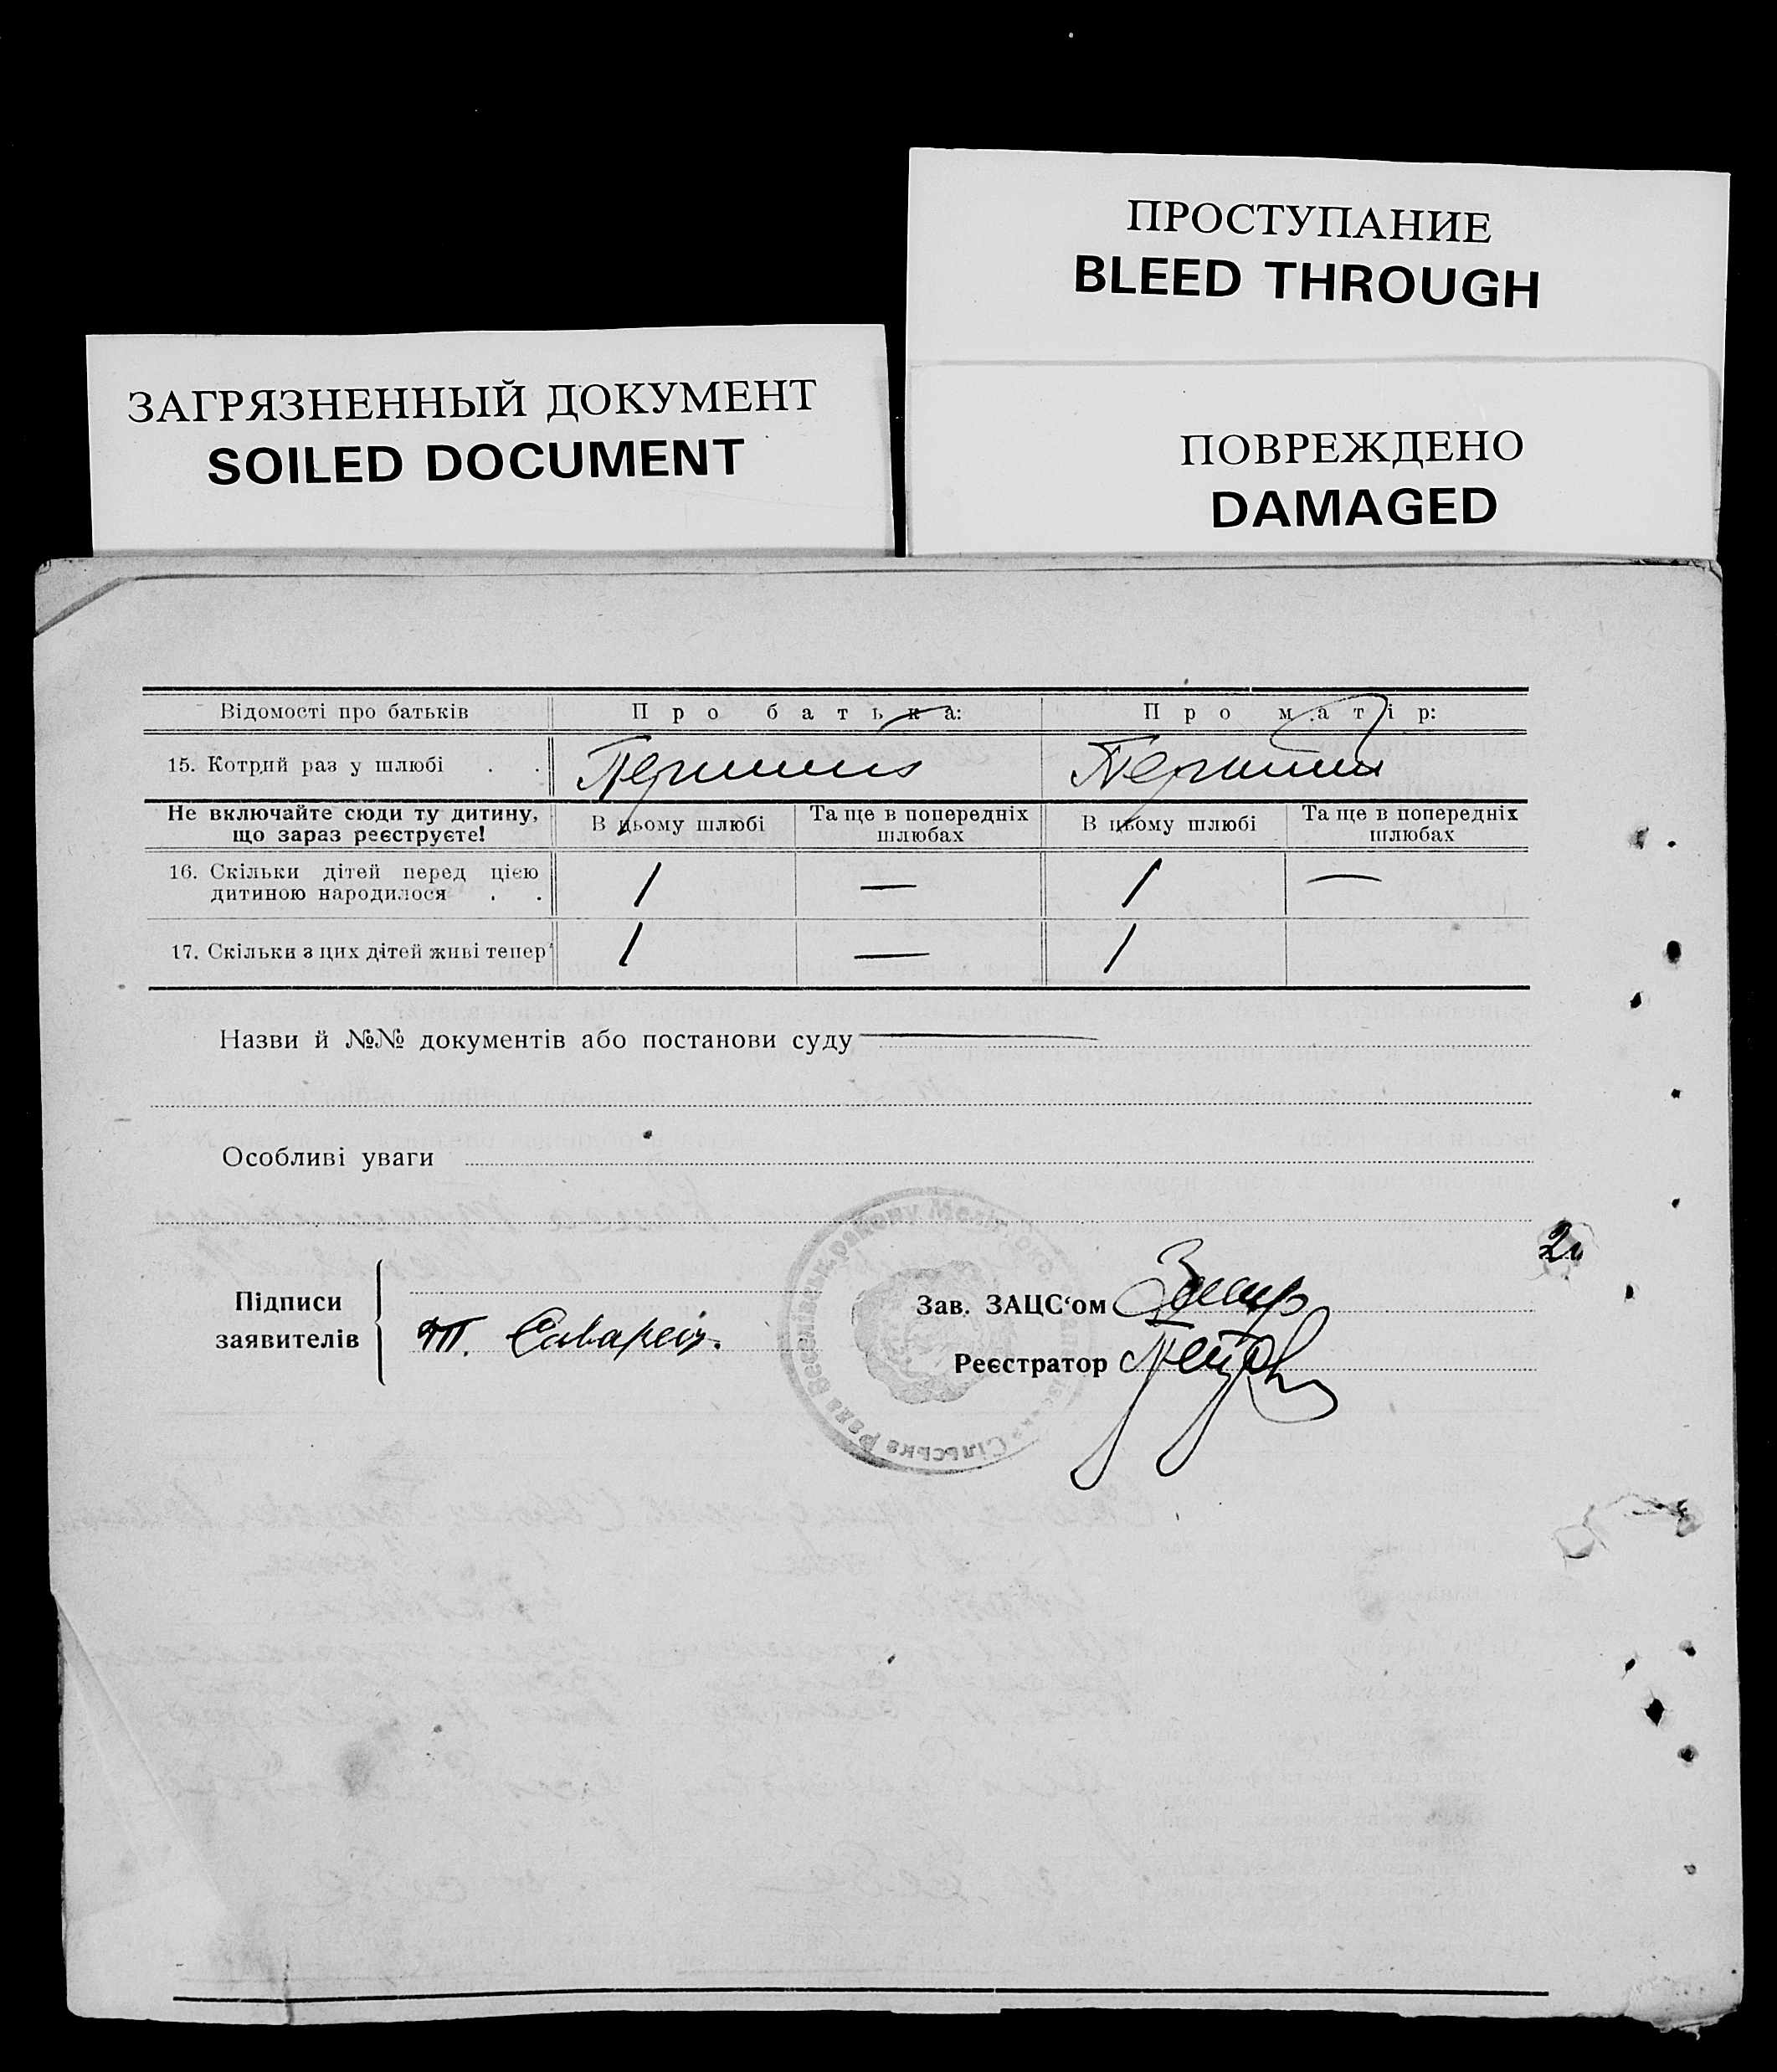 ПРОСТУПАНИЕ
BLEED THROUGH
ЗАГРЯЗНЕННЫЙ ДОКУМЕНТ
SOILED DOCUMENT
ПОВРЕЖДЕНО
DAMAGED
Відомості про батьків Про батька: Про матір:
15. Котрий раз у шлюбі . . Перший Перший
Не включайте сюди ту дитину, що зараз реєструєте! В цьому шлюбі Та ще в попередніх шлюбах В цьому шлюбі Та ще в попередніх шлюбах
16. Скільки дітей перед цією
дитиною народилося . . 1 — 1 —
17. Скільки з цих дітей живі тепер 1 — 1
Назви й №№ документів або постанови суду
Особливі уваги
Підписи
заявителів
Т.
Зав. ЗАЦС'ом
Реєстратор
Сільська Рада